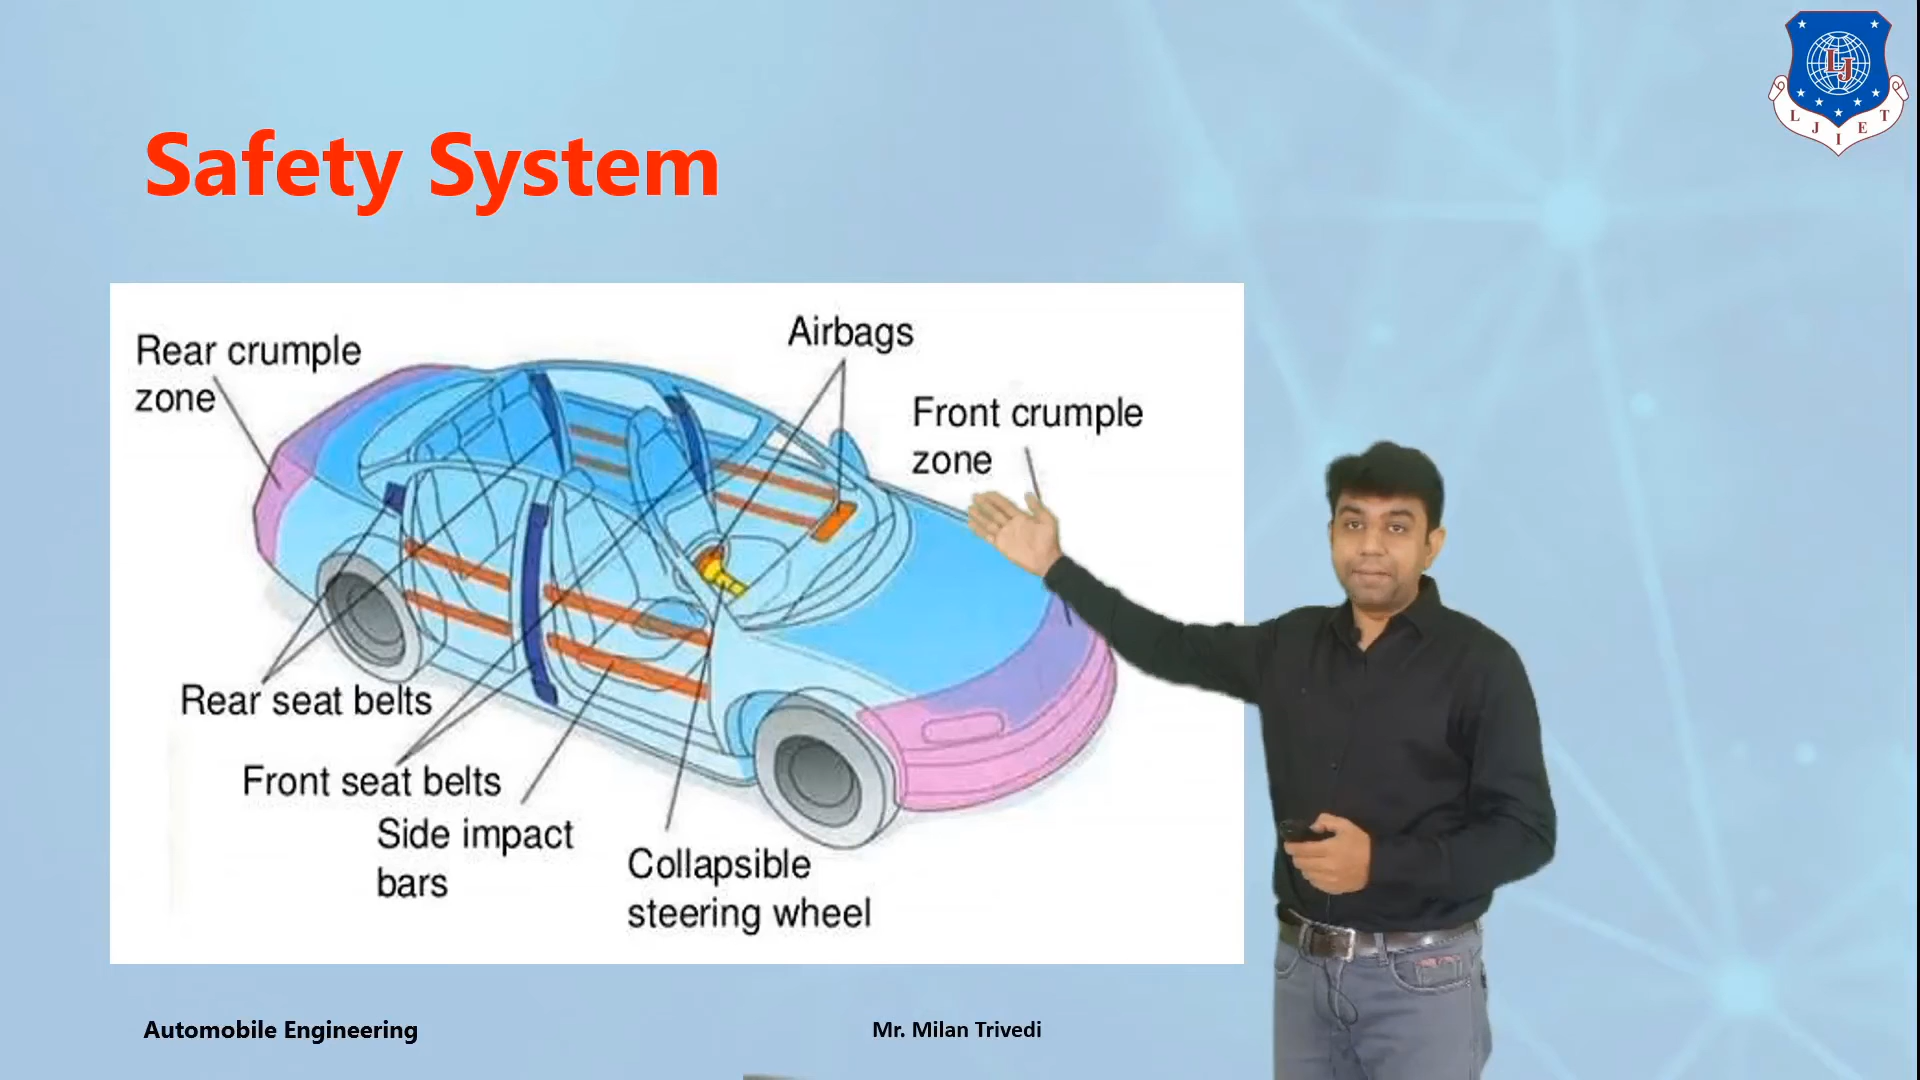 L J I E T
LJ
Safety System
Rear crumple
zone
Airbags
Front crumple
zone
Rear seat belts
Front seat belts
Side impact
bars
Collapsible
steering wheel
Automobile Engineering
Mr. Milan Trivedi